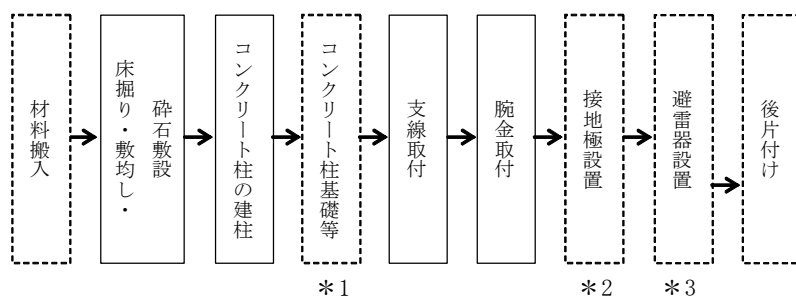 材料搬入
床掘り・敷均し・
砕石敷設
コンクリート柱の建柱
コンクリート柱基礎等
支線取付
腕金取付
接地極設置
避雷器設置
後片付け
＊1
＊2
＊3